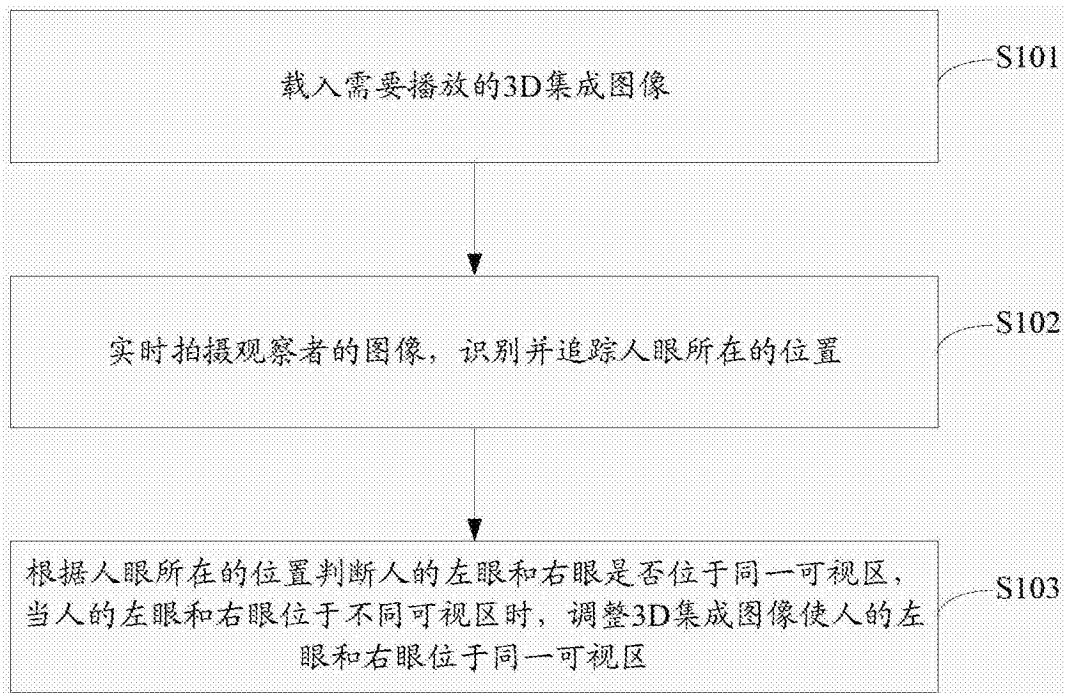 载入需要播放的3D集成图像
S101
实时拍摄观察者的图像，识别并追踪人眼所在的位置
S102
根据人眼所在的位置判断人的左眼和右眼是否位于同一可视区，
当人的左眼和右眼位于不同可视区时，调整3D集成图像使人的左
眼和右眼位于同一可视区
S103